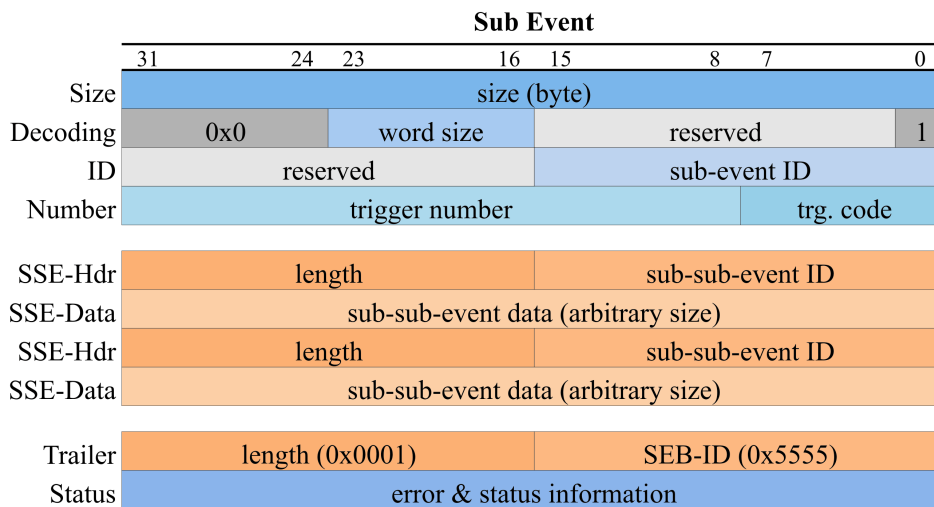 Sub Event
31 24 23 16 15 8 7 0
Size size (byte)
Decoding 0x0 word size reserved 1
ID reserved sub-event ID
Number trigger number trg. code
SSE-Hdr length sub-sub-event ID
SSE-Data sub-sub-event data (arbitrary size)
SSE-Hdr length sub-sub-event ID
SSE-Data sub-sub-event data (arbitrary size)
Trailer length (0x0001) SEB-ID (0x5555)
Status error & status information